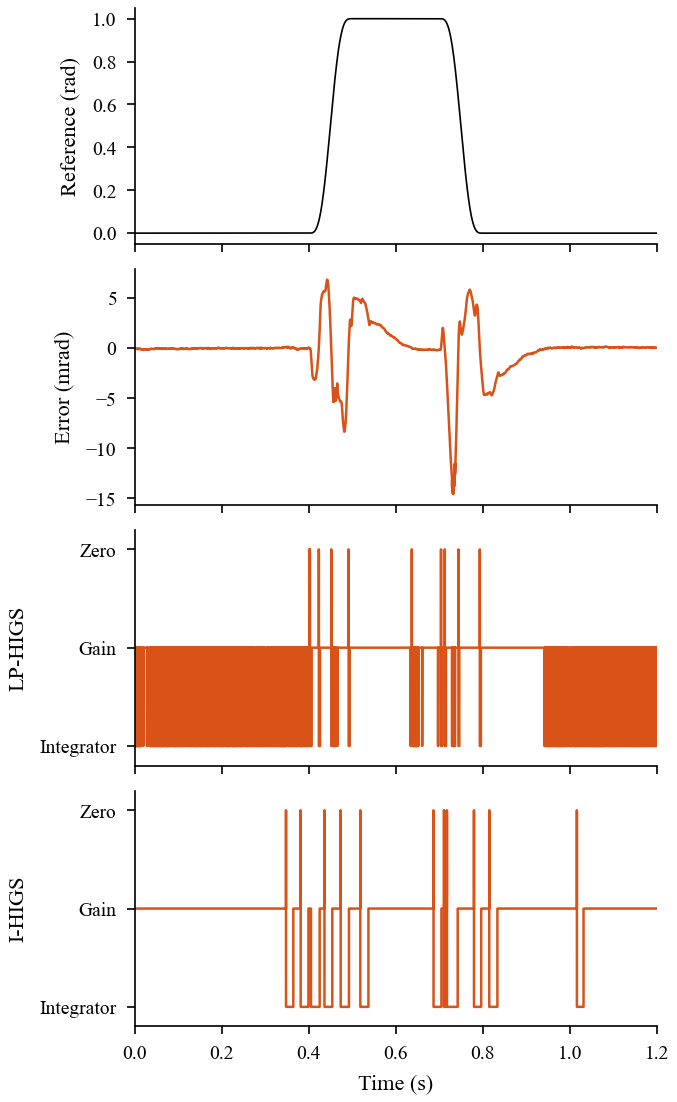 1.0
0.8
0.6
0.4
0.2
0.0
Reference (rad)
5
0
−5
−10
−15
Error (mrad)
Zero
Gain
Integrator
LP-HIGS
Zero
Gain
Integrator
I-HIGS
0.0 0.2 0.4 0.6 0.8 1.0 1.2
Time (s)